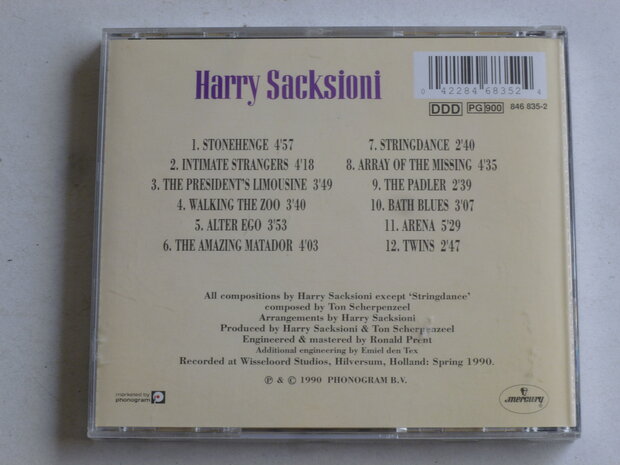 Harry Sacksioni
0 42284 68352 4
DDD PG 900 846 835-2
1. STONEHENGE 4'57
2. INTIMATE STRANGERS 4'18
3. THE PRESIDENT'S LIMOUSINE 3'49
4. WALKING THE ZOO 3'40
5. ALTER EGO 3'53
6. THE AMAZING MATADOR 4'03
7. STRINGDANCE 2'40
8. ARRAY OF THE MISSING 4'35
9. THE PADLER 2'39
10. BATH BLUES 3'07
11. ARENA 5'29
12. TWINS 2'47
All compositions by Harry Sacksioni except 'Stringdance'
composed by Ton Scherpenzeel
Arrangements by Harry Sacksioni
Produced by Harry Sacksioni & Ton Scherpenzeel
Engineered & mastered by Ronald Prent
Additional engineering by Emiel den Tex
Recorded at Wisseloord Studios, Hilversum, Holland: Spring 1990.
℗ & © 1990 PHONOGRAM B.V.
marketed by
phonogram
mercury